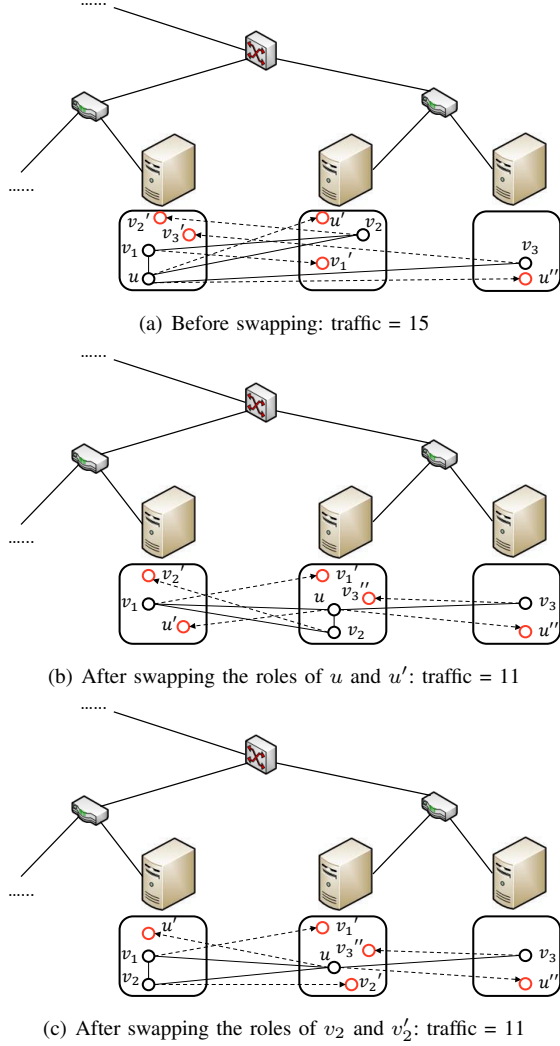 ......
......
v₂' u' v₂
v₃'
v₁ v₁' v₃
u u''
(a) Before swapping: traffic = 15
......
......
v₂' v₁'
v₃''
v₁ u v₃
u' v₂ u''
(b) After swapping the roles of u and u′: traffic = 11
......
......
u' v₁'
v₁ v₃'' v₃
u
v₂ v₂' u''
(c) After swapping the roles of v₂ and v₂′: traffic = 11